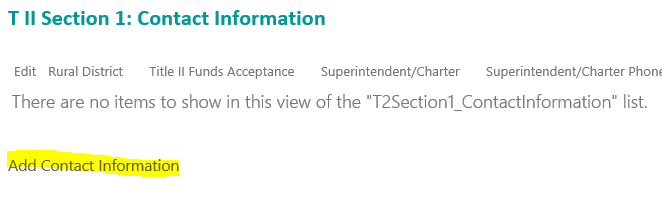 T II Section 1: Contact Information
Edit Rural District Title II Funds Acceptance Superintendent/Charter Superintendent/Charter Phone
There are no items to show in this view of the "T2Section1_ContactInformation" list.
Add Contact Information